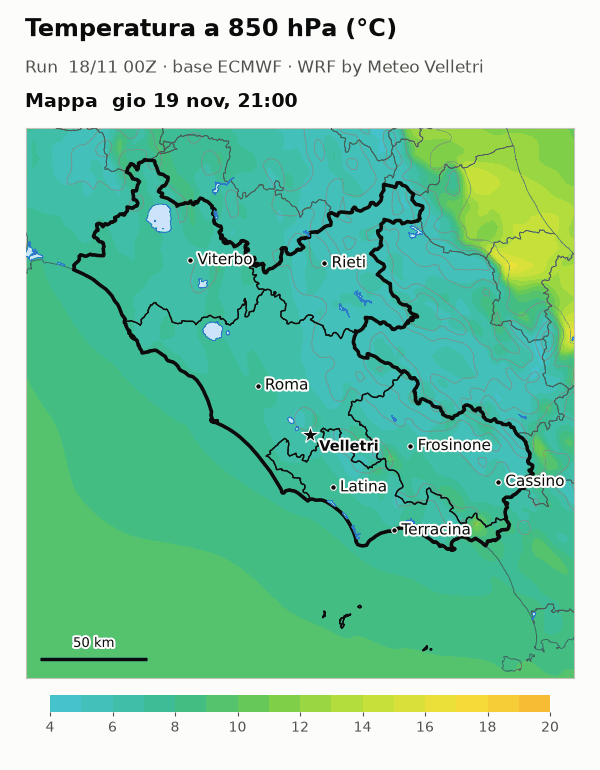 Temperatura a 850 hPa (°C)
Run  18/11 00Z · base ECMWF · WRF by Meteo Velletri
Mappa  gio 19 nov, 21:00
Viterbo
Rieti
Roma
Velletri
Frosinone
Cassino
Latina
Terracina
50 km
4 6 8 10 12 14 16 18 20